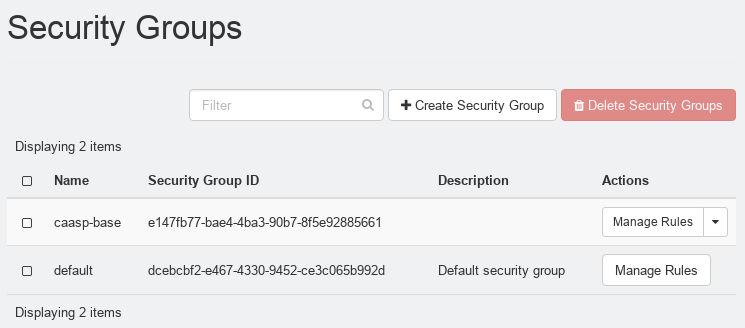 Security Groups
Filter
Create Security Group
Delete Security Groups
Displaying 2 items
Name Security Group ID Description Actions
caasp-base e147fb77-bae4-4ba3-90b7-8f5e92885661 Manage Rules
default dcebcbf2-e467-4330-9452-ce3c065b992d Default security group Manage Rules
Displaying 2 items